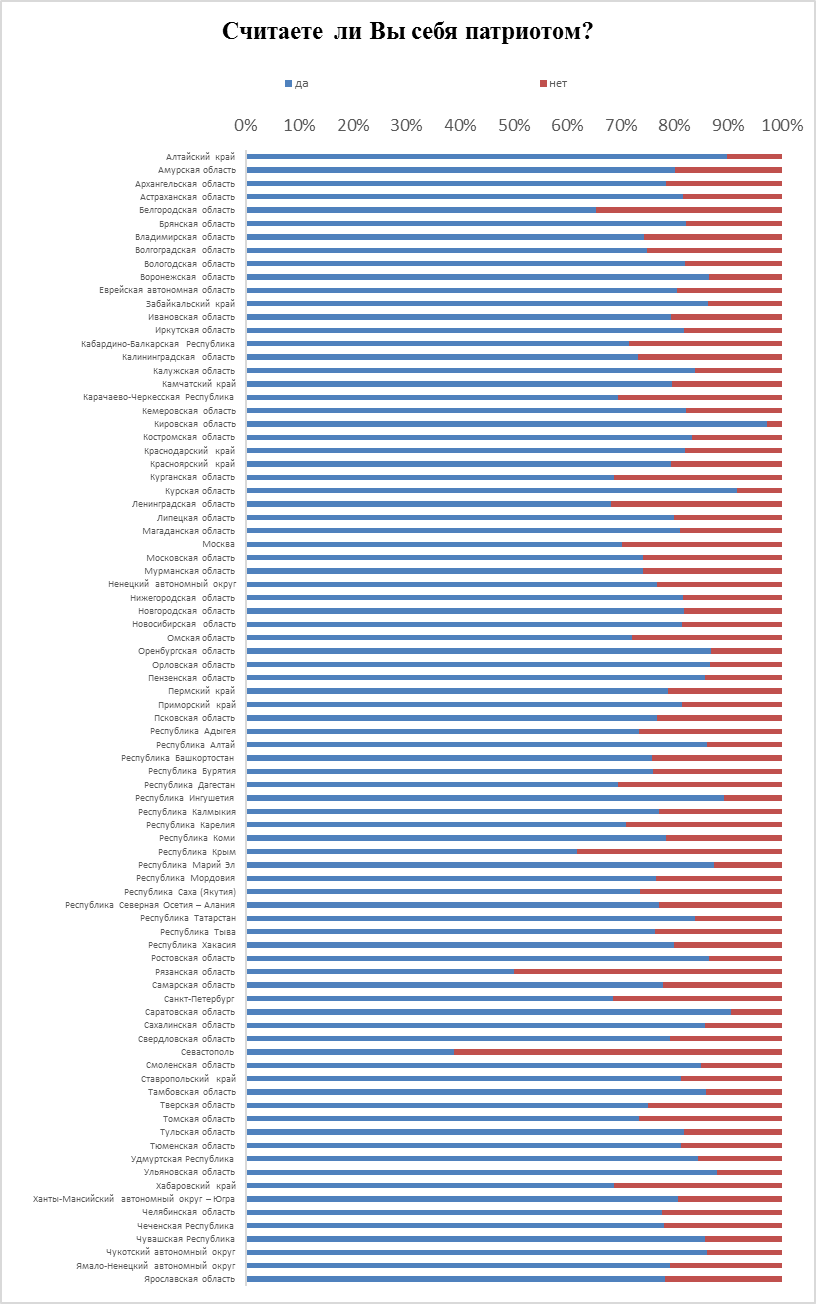 Считаете ли Вы себя патриотом?
да нет
0% 10% 20% 30% 40% 50% 60% 70% 80% 90% 100%
Алтайский край
Амурская область
Архангельская область
Астраханская область
Белгородская область
Брянская область
Владимирская область
Волгоградская область
Вологодская область
Воронежская область
Еврейская автономная область
Забайкальский край
Ивановская область
Иркутская область
Кабардино-Балкарская Республика
Калининградская область
Калужская область
Камчатский край
Карачаево-Черкесская Республика
Кемеровская область
Кировская область
Костромская область
Краснодарский край
Красноярский край
Курганская область
Курская область
Ленинградская область
Липецкая область
Магаданская область
Москва
Московская область
Мурманская область
Ненецкий автономный округ
Нижегородская область
Новгородская область
Новосибирская область
Омская область
Оренбургская область
Орловская область
Пензенская область
Пермский край
Приморский край
Псковская область
Республика Адыгея
Республика Алтай
Республика Башкортостан
Республика Бурятия
Республика Дагестан
Республика Ингушетия
Республика Калмыкия
Республика Карелия
Республика Коми
Республика Крым
Республика Марий Эл
Республика Мордовия
Республика Саха (Якутия)
Республика Северная Осетия – Алания
Республика Татарстан
Республика Тыва
Республика Хакасия
Ростовская область
Рязанская область
Самарская область
Санкт-Петербург
Саратовская область
Сахалинская область
Свердловская область
Севастополь
Смоленская область
Ставропольский край
Тамбовская область
Тверская область
Томская область
Тульская область
Тюменская область
Удмуртская Республика
Ульяновская область
Хабаровский край
Ханты-Мансийский автономный округ – Югра
Челябинская область
Чеченская Республика
Чувашская Республика
Чукотский автономный округ
Ямало-Ненецкий автономный округ
Ярославская область